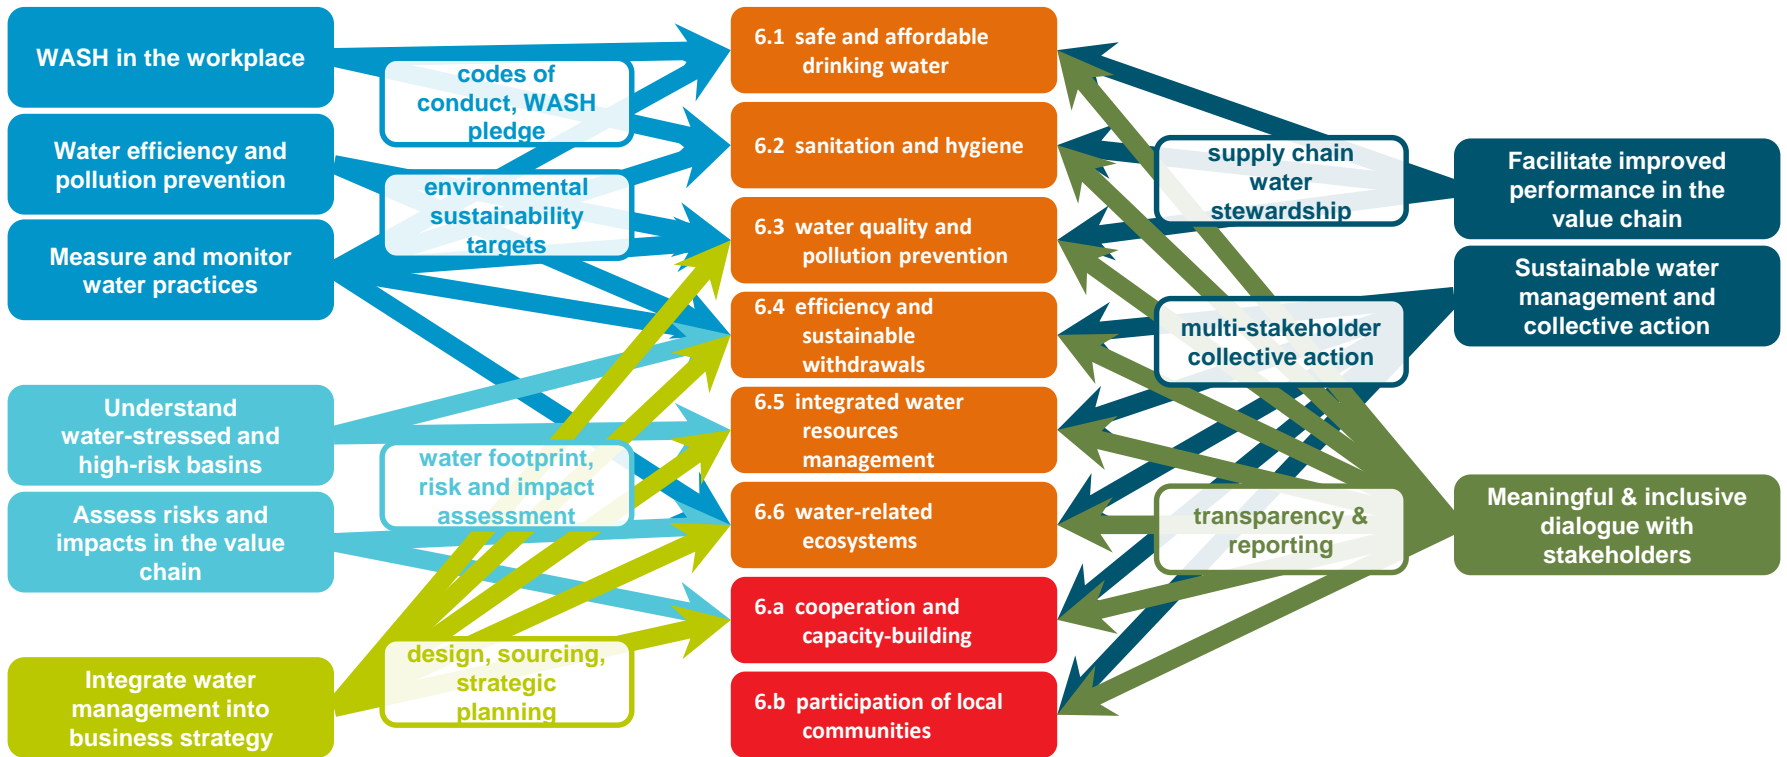 WASH in the workplace
Water efficiency and
pollution prevention
Measure and monitor
water practices
Understand
water-stressed and
high-risk basins
Assess risks and
impacts in the value
chain
Integrate water
management into
business strategy
codes of
conduct, WASH
pledge
environmental
sustainability
targets
water footprint,
risk and impact
assessment
design, sourcing,
strategic
planning
6.1 safe and affordable
drinking water
6.2 sanitation and hygiene
6.3 water quality and
pollution prevention
6.4 efficiency and
sustainable
withdrawals
6.5 integrated water
resources
management
6.6 water-related
ecosystems
6.a cooperation and
capacity-building
6.b participation of local
communities
supply chain
water
stewardship
multi-stakeholder
collective action
transparency &
reporting
Facilitate improved
performance in the
value chain
Sustainable water
management and
collective action
Meaningful & inclusive
dialogue with
stakeholders